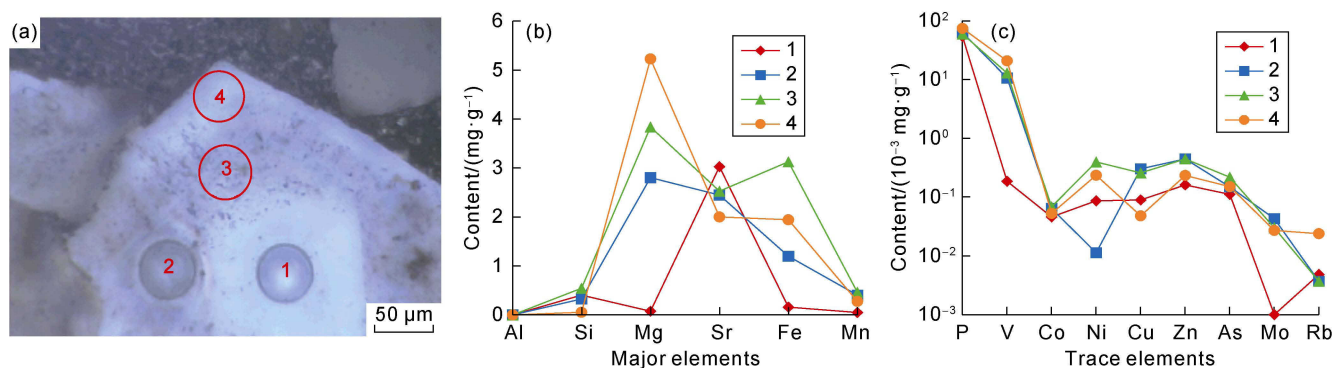 (a)
4
3
2
1
50 μm
(b)
Content/(mg·g⁻¹)
6
5
4
3
2
1
0
Al Si Mg Sr Fe Mn
Major elements
1
2
3
4
(c)
Content/(10⁻³ mg·g⁻¹)
10²
10¹
10⁰
10⁻¹
10⁻²
10⁻³
P V Co Ni Cu Zn As Mo Rb
Trace elements
1
2
3
4